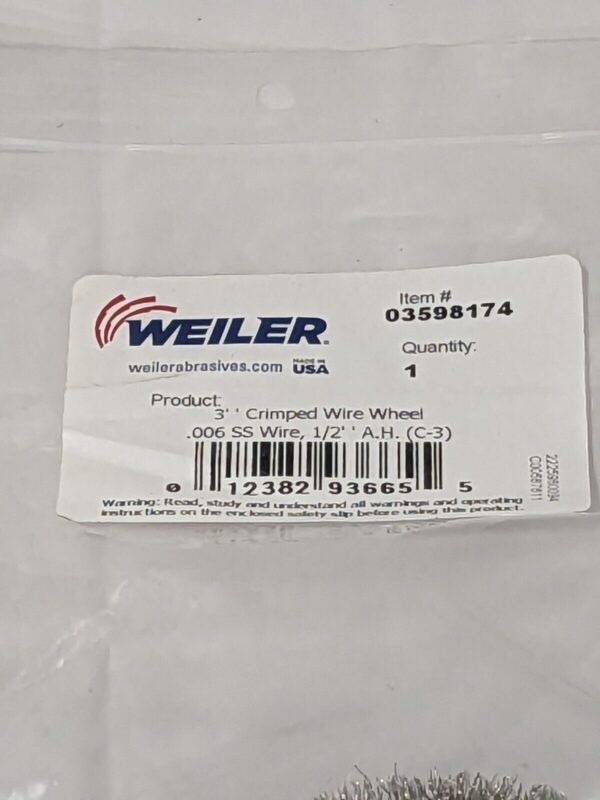 WEILER®
weilerabrasives.com MADE IN USA
Item #
03598174
Quantity:
1
Product:
3'' Crimped Wire Wheel
.006 SS Wire, 1/2'' A.H. (C-3)
0 12382 93665 5
Warning: Read, study and understand all warnings and operating
instructions on the enclosed safety slip before using this product.